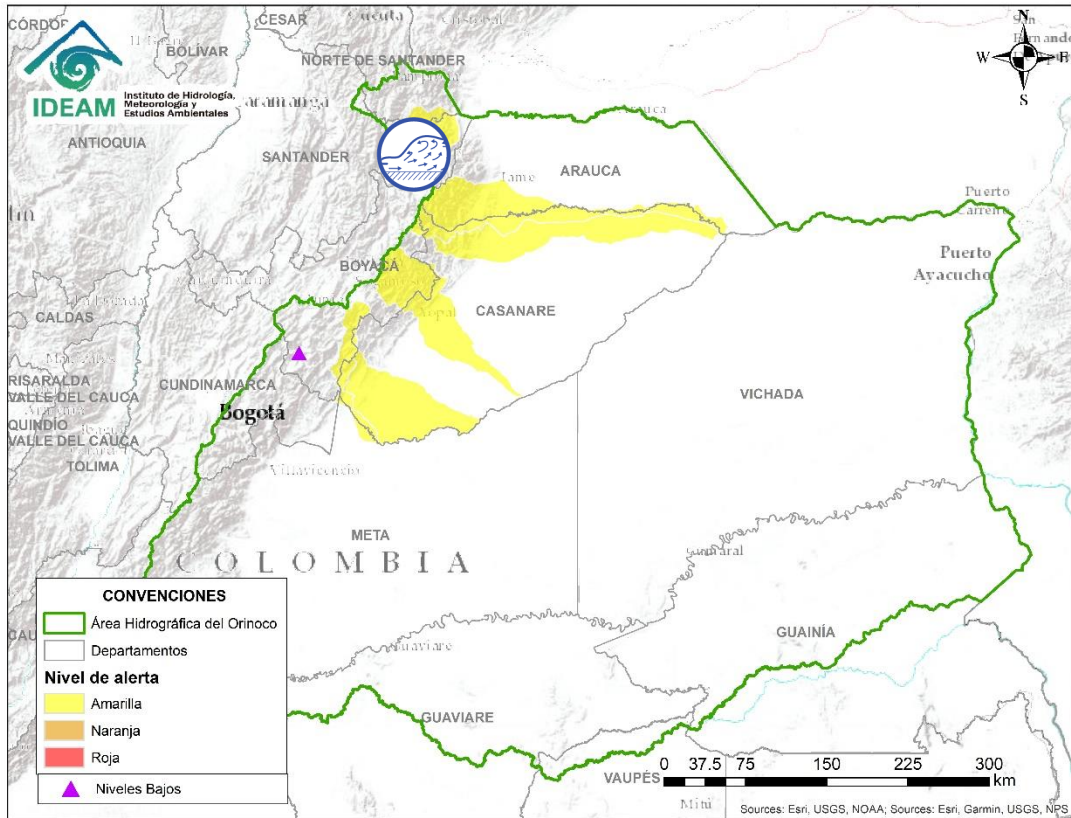 CESAR
BOLÍVAR
NORTE DE SANTANDER
N
W
E
S
IDEAM
Instituto de Hidrología,
Meteorología y
Estudios Ambientales
ANTIOQUIA
SANTANDER
ARAUCA
Puerto
Puerto
Ayacucho
BOYACÁ
CASANARE
CALDAS
VICHADA
RISARALDA
CUNDINAMARCA
VALLE DEL CAUCA
Bogotá
QUINDÍO
VALLE DEL CAUCA
TOLIMA
Villavicencio
META
COLOMBIA
GUAINÍA
GUAVIARE
VAUPÉS
Mitú
CONVENCIONES
Área Hidrográfica del Orinoco
Departamentos
Nivel de alerta
Amarilla
Naranja
Roja
Niveles Bajos
0 37.5 75 150 225 300
km
Sources: Esri, USGS, NOAA; Sources: Esri, Garmin, USGS, NPS